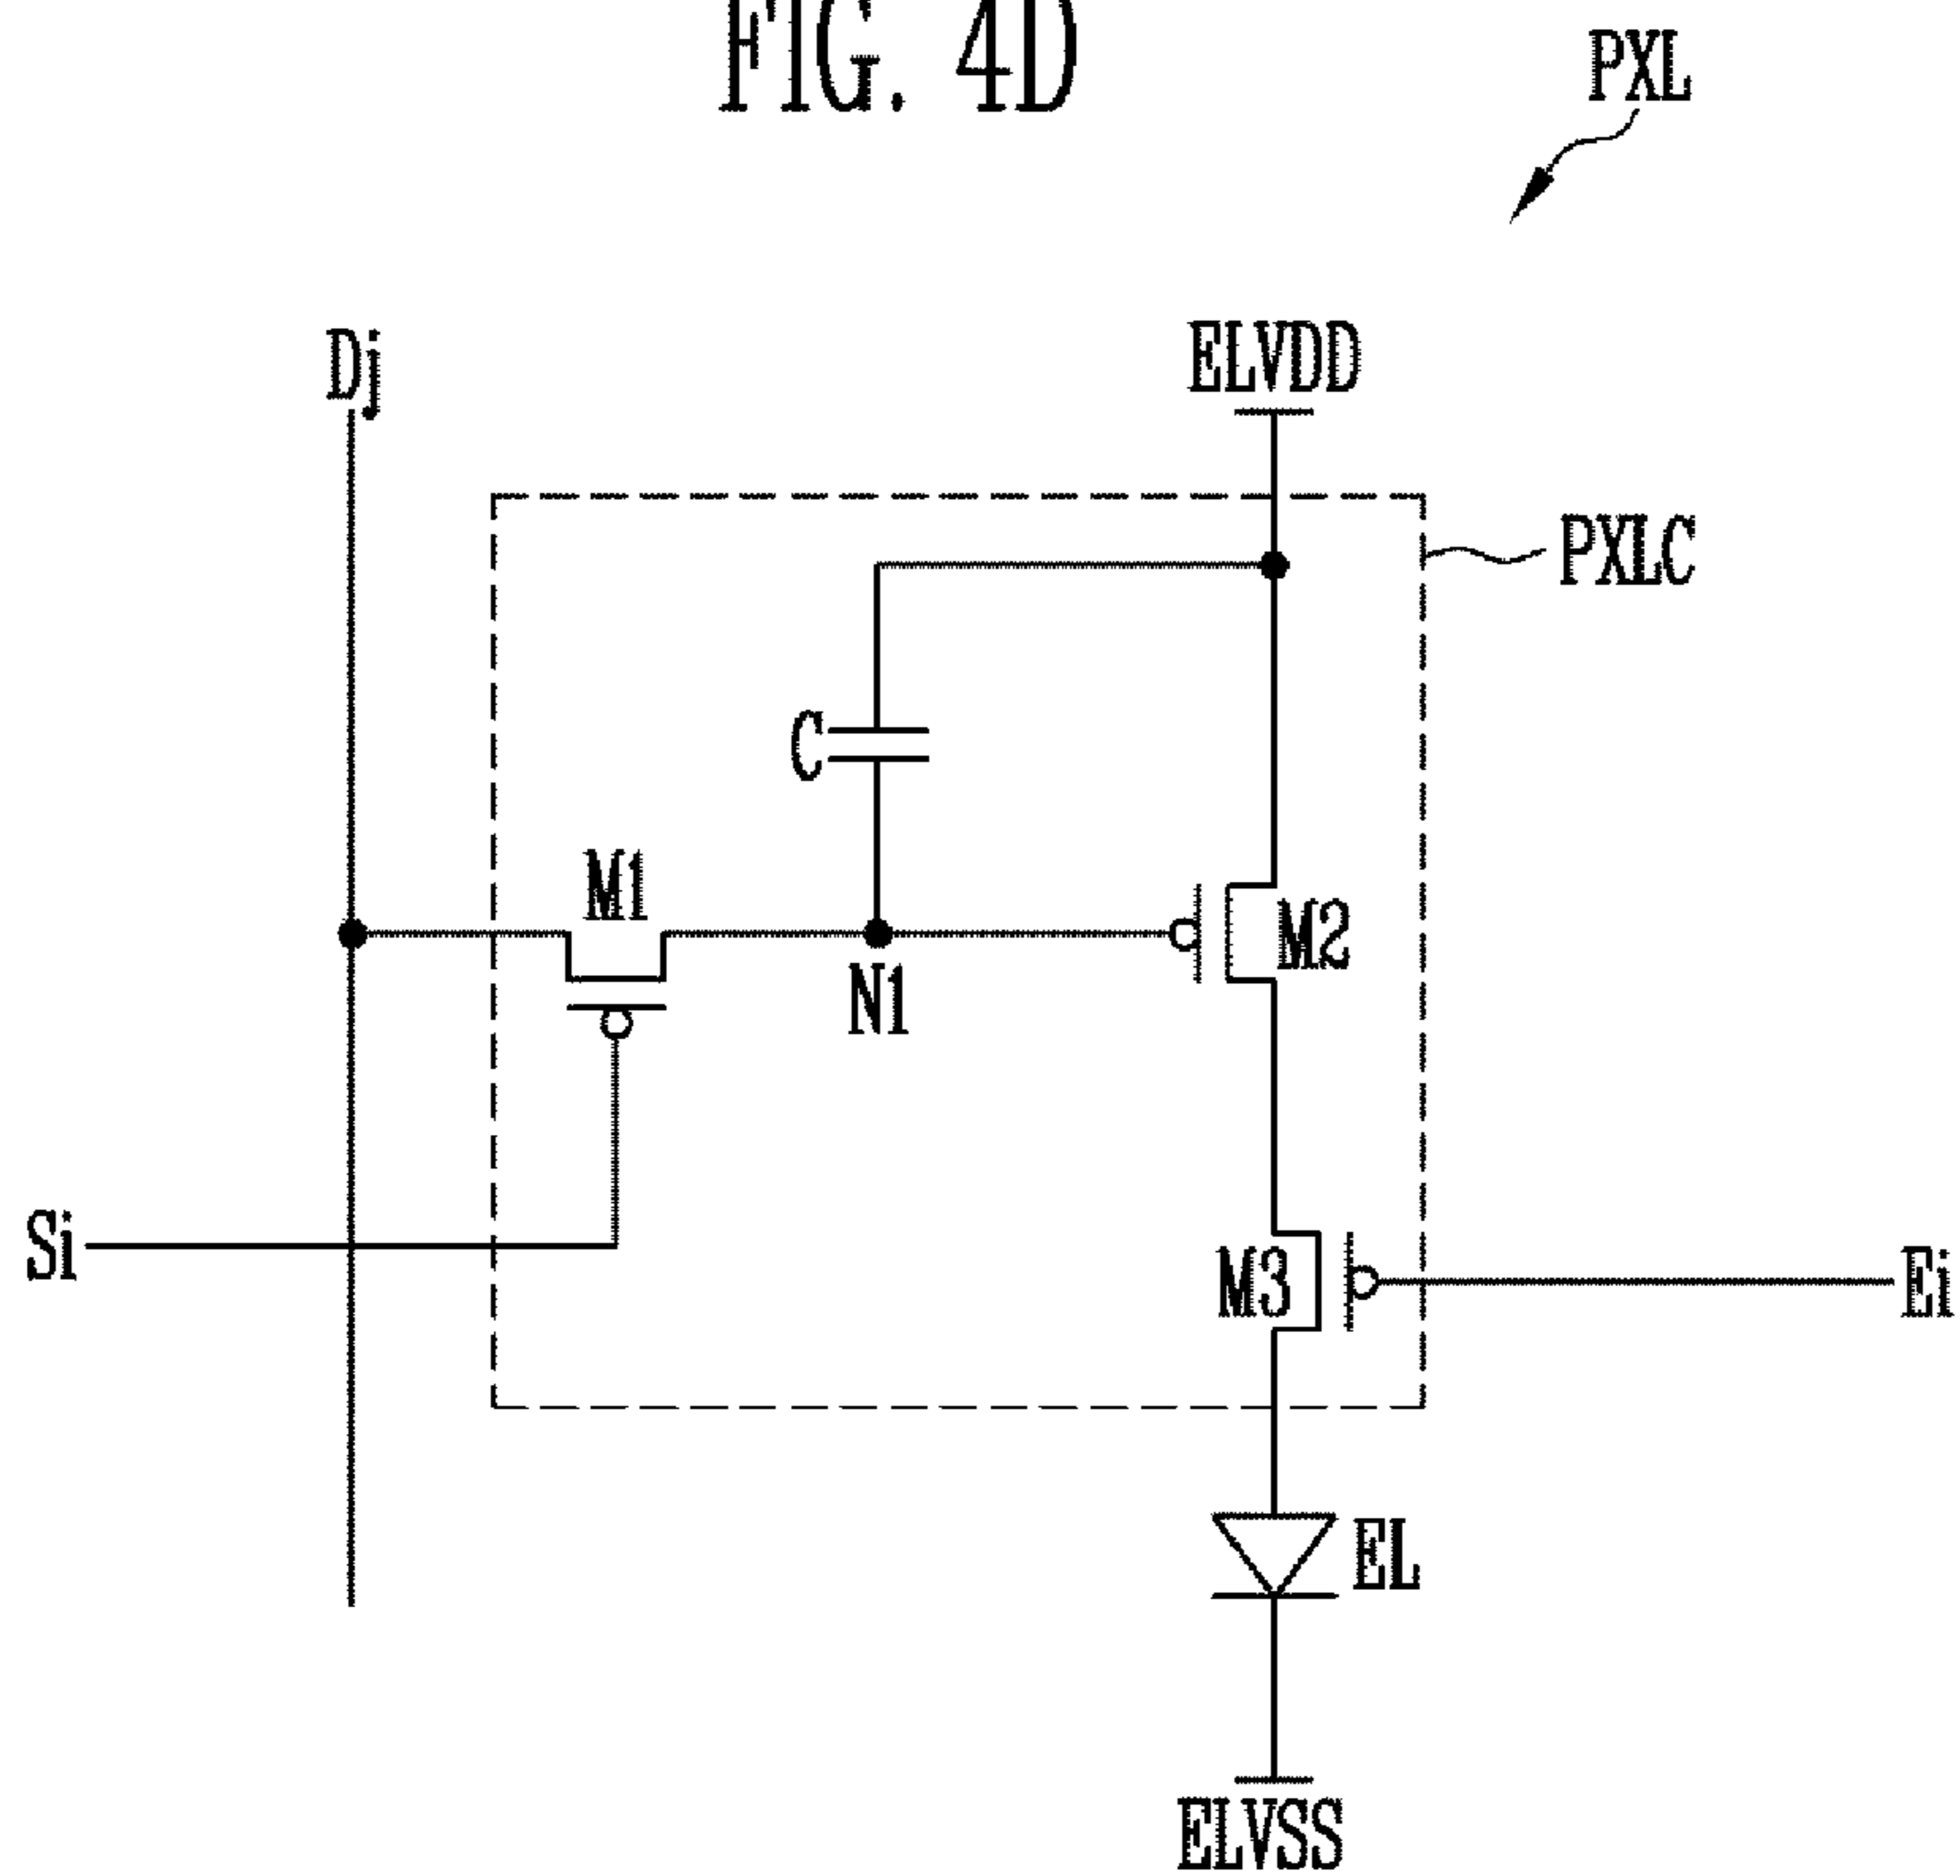 FIG. 4D
PXL
Dj
ELVDD
PXLC
C
M1
M2
N1
Si
M3
Ei
EL
ELVSS